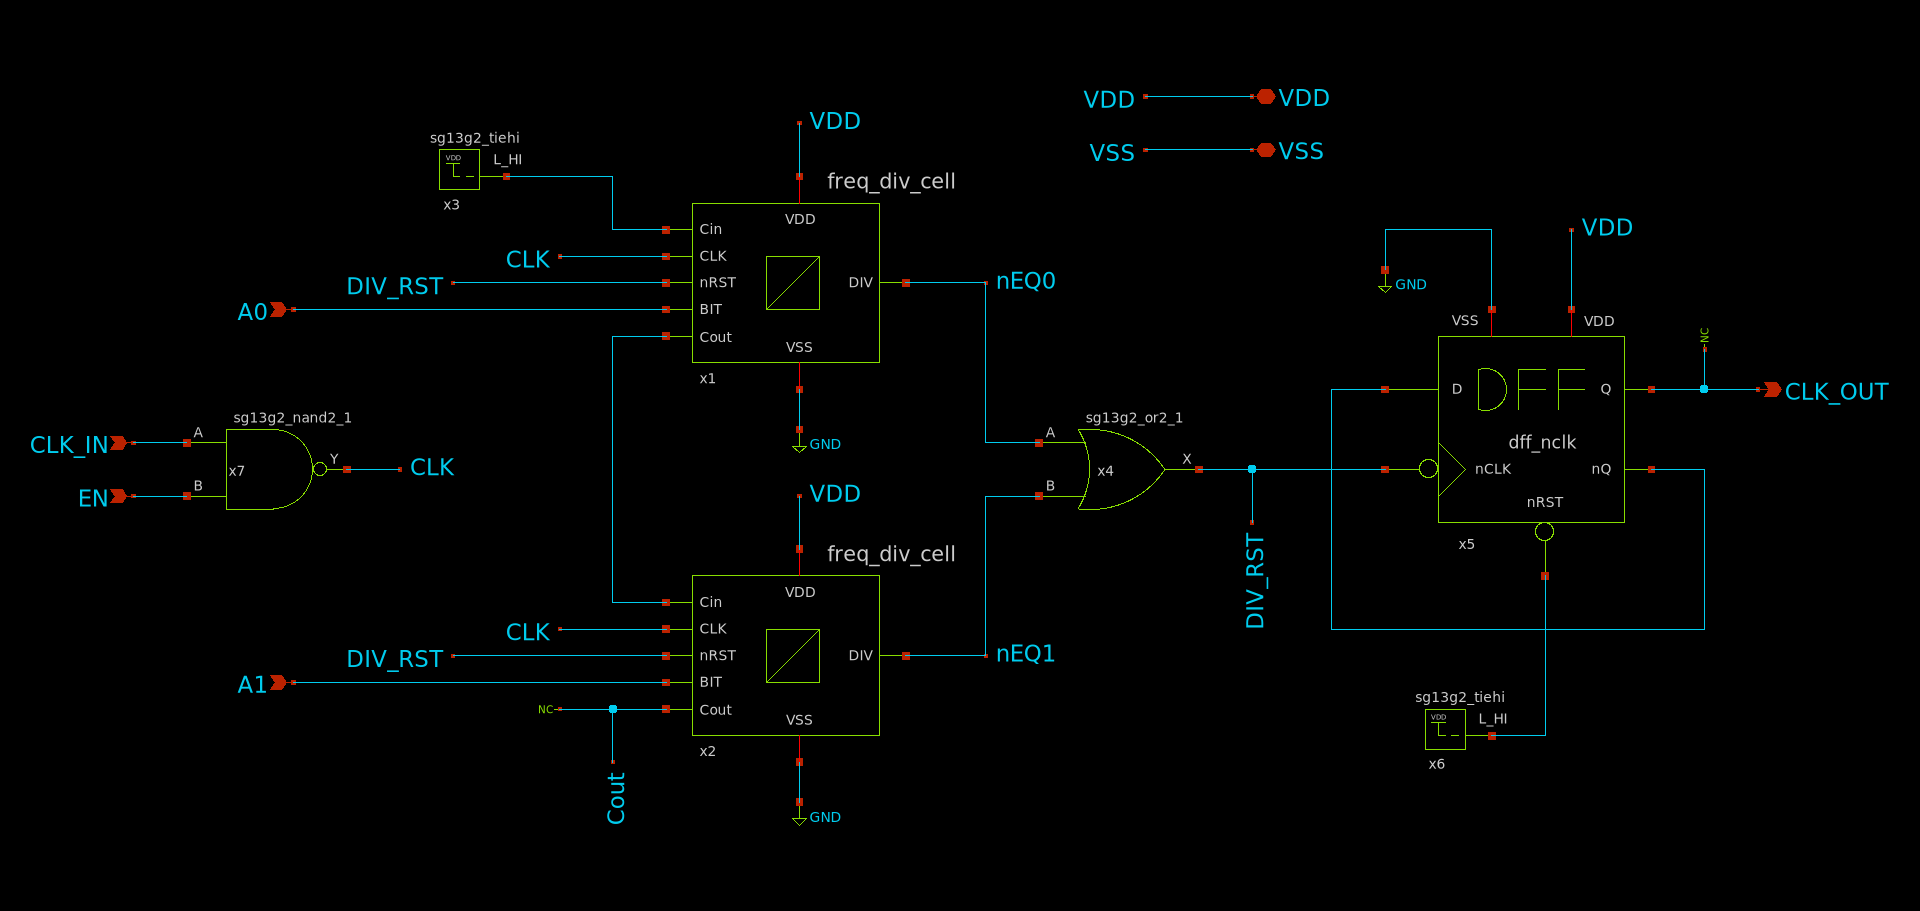 VDD
VDD
VSS
VSS
sg13g2_tiehi
VDD
L_HI
x3
VDD
freq_div_cell
VDD
Cin
CLK
CLK
DIV_RST
nRST
A0
BIT
Cout
DIV
VSS
x1
GND
nEQ0
sg13g2_nand2_1
CLK_IN
A
x7
Y
CLK
EN
B
VDD
freq_div_cell
VDD
Cin
CLK
CLK
DIV_RST
nRST
A1
BIT
NC
Cout
DIV
VSS
x2
Cout
GND
nEQ1
sg13g2_or2_1
A
x4
X
B
DIV_RST
GND
VDD
VSS
VDD
NC
D
DFF
Q
CLK_OUT
dff_nclk
nCLK
nQ
nRST
x5
sg13g2_tiehi
VDD
L_HI
x6